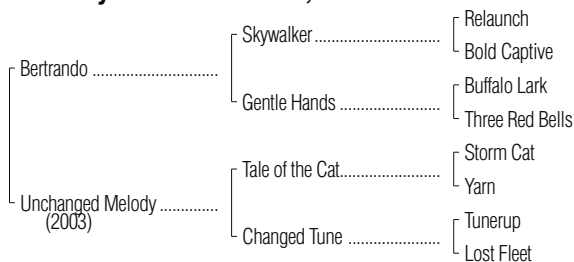 Relaunch
Skywalker
Bold Captive
Bertrando
Buffalo Lark
Gentle Hands
Three Red Bells
Storm Cat
Tale of the Cat
Yarn
Unchanged Melody
(2003)
Tunerup
Changed Tune
Lost Fleet